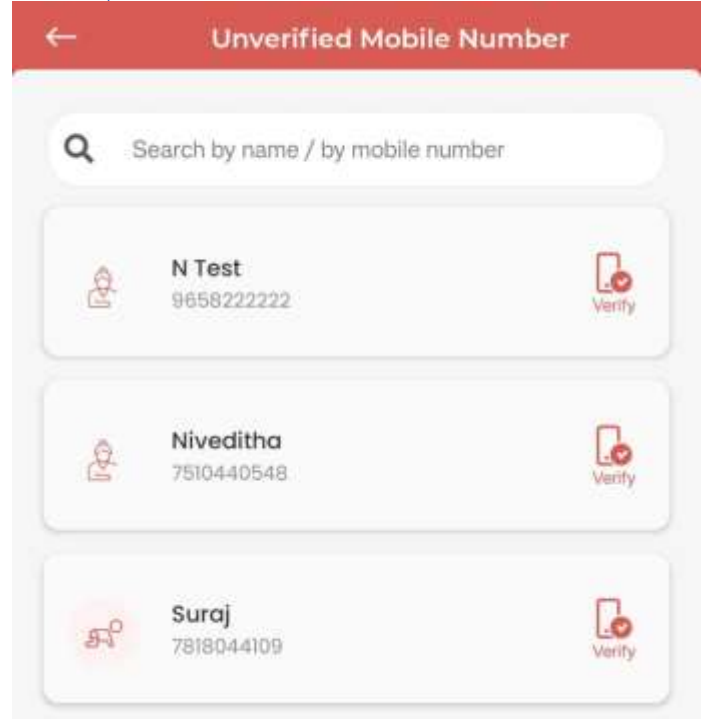 Unverified Mobile Number
Search by name / by mobile number
N Test
9658222222
Verify
Niveditha
7510440548
Verify
Suraj
7818044109
Verify